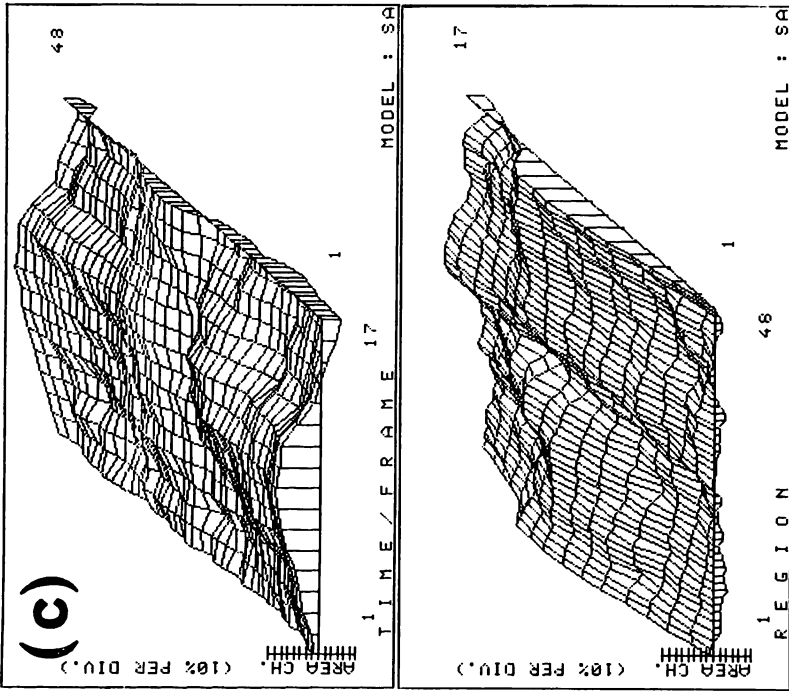 (c)
48
AREA CH. (10% PER DIV.)
1
17
1
TIME/FRAME
MODEL : SA
17
AREA CH. (10% PER DIV.)
1
48
1
REGION
MODEL : SA